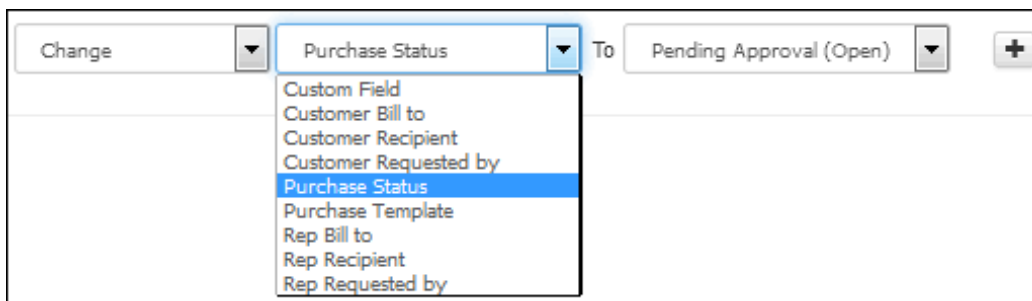 Change Purchase Status To Pending Approval (Open)
Custom Field
Customer Bill to
Customer Recipient
Customer Requested by
Purchase Status
Purchase Template
Rep Bill to
Rep Recipient
Rep Requested by